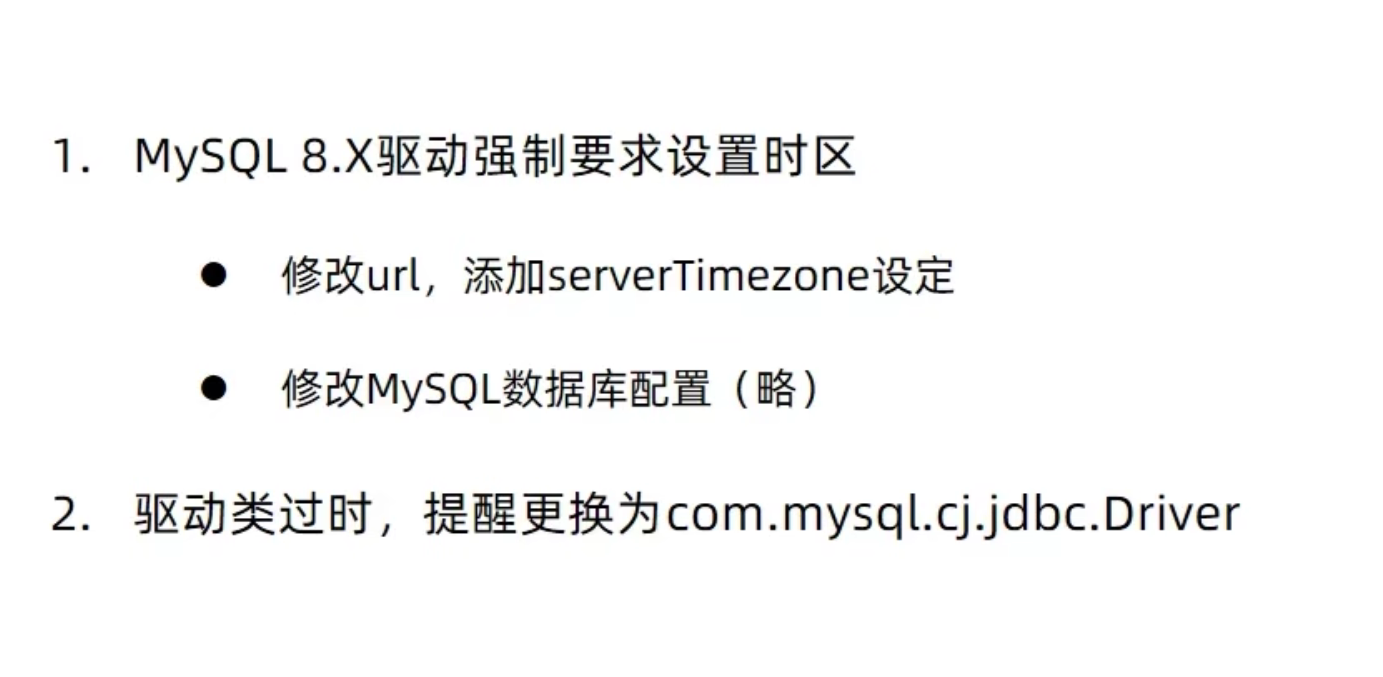 1. MySQL 8.X驱动强制要求设置时区
● 修改url，添加serverTimezone设定
● 修改MySQL数据库配置（略）
2. 驱动类过时，提醒更换为com.mysql.cj.jdbc.Driver